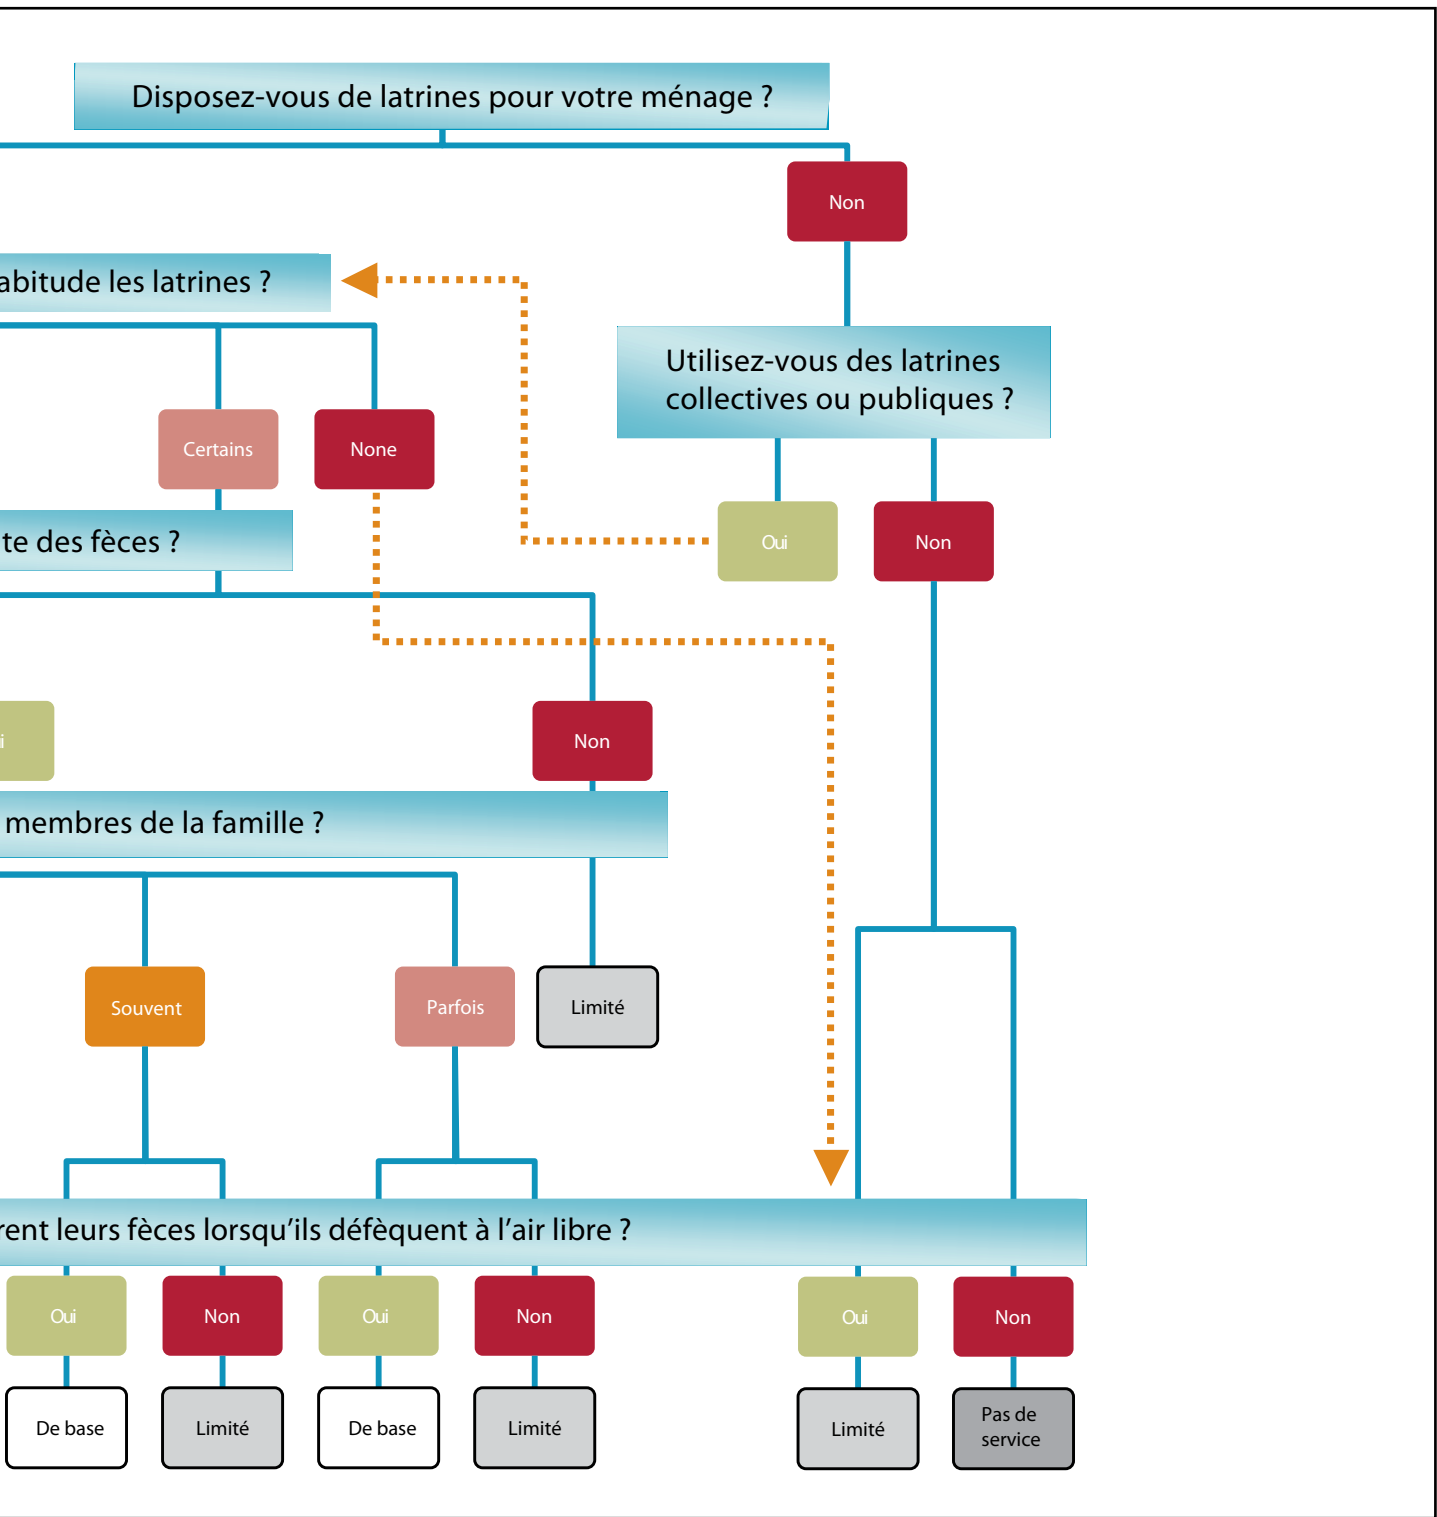 Disposez-vous de latrines pour votre ménage ?
Non
abitude les latrines ?
Utilisez-vous des latrines
collectives ou publiques ?
Certains
None
te des fèces ?
Oui
Non
i
Non
membres de la famille ?
Souvent
Parfois
Limité
rent leurs fèces lorsqu’ils défèquent à l’air libre ?
Oui
Non
Oui
Non
Oui
Non
De base
Limité
De base
Limité
Limité
Pas de
service